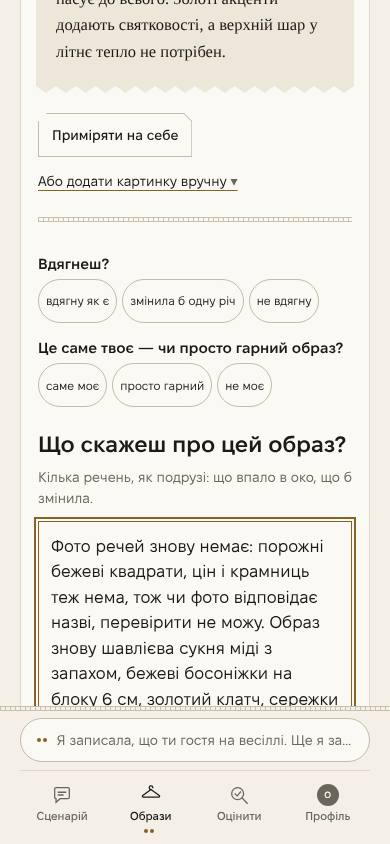 пасує до всього. Золоті акценти
додають святковості, а верхній шар у
літнє тепло не потрібен.
Приміряти на себе
Або додати картинку вручну ▾
Вдягнеш?
вдягну як є
змінила б одну річ
не вдягну
Це саме твоє — чи просто гарний образ?
саме моє
просто гарний
не моє
Що скажеш про цей образ?
Кілька речень, як подрузі: що впало в око, що б
змінила.
Фото речей знову немає: порожні
бежеві квадрати, цін і крамниць
теж нема, тож чи фото відповідає
назві, перевірити не можу. Образ
знову шавлієва сукня міді з
запахом, бежеві босоніжки на
блоку 6 см, золотий клатч, сережки
Я записала, що ти гостя на весіллі. Ще я за...
Сценарій
Образи
Оцінити
О
Профіль